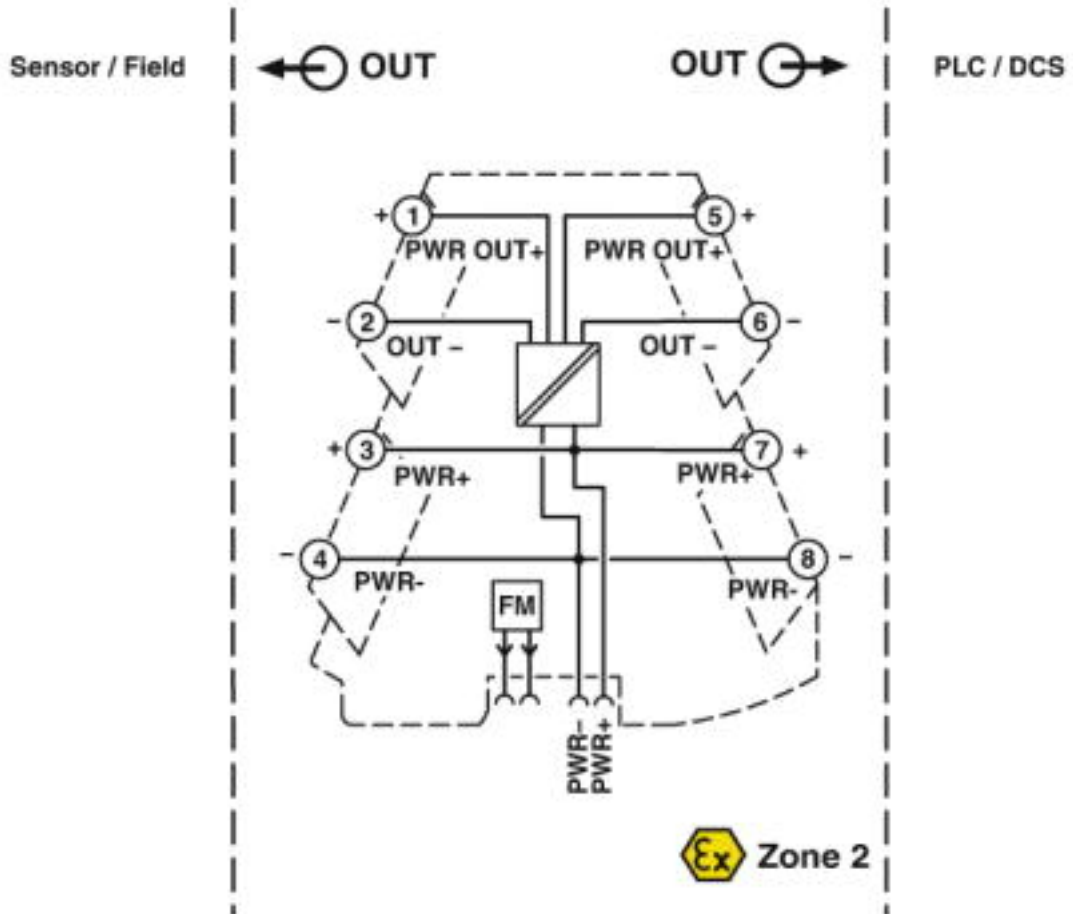 Sensor / Field
OUT
OUT
PLC / DCS
+ 1
5 +
PWR OUT+
PWR OUT+
- 2
6 -
OUT –
OUT –
+ 3
7 +
PWR+
PWR+
- 4
8 -
PWR-
PWR-
FM
PWR-
PWR+
Ex Zone 2